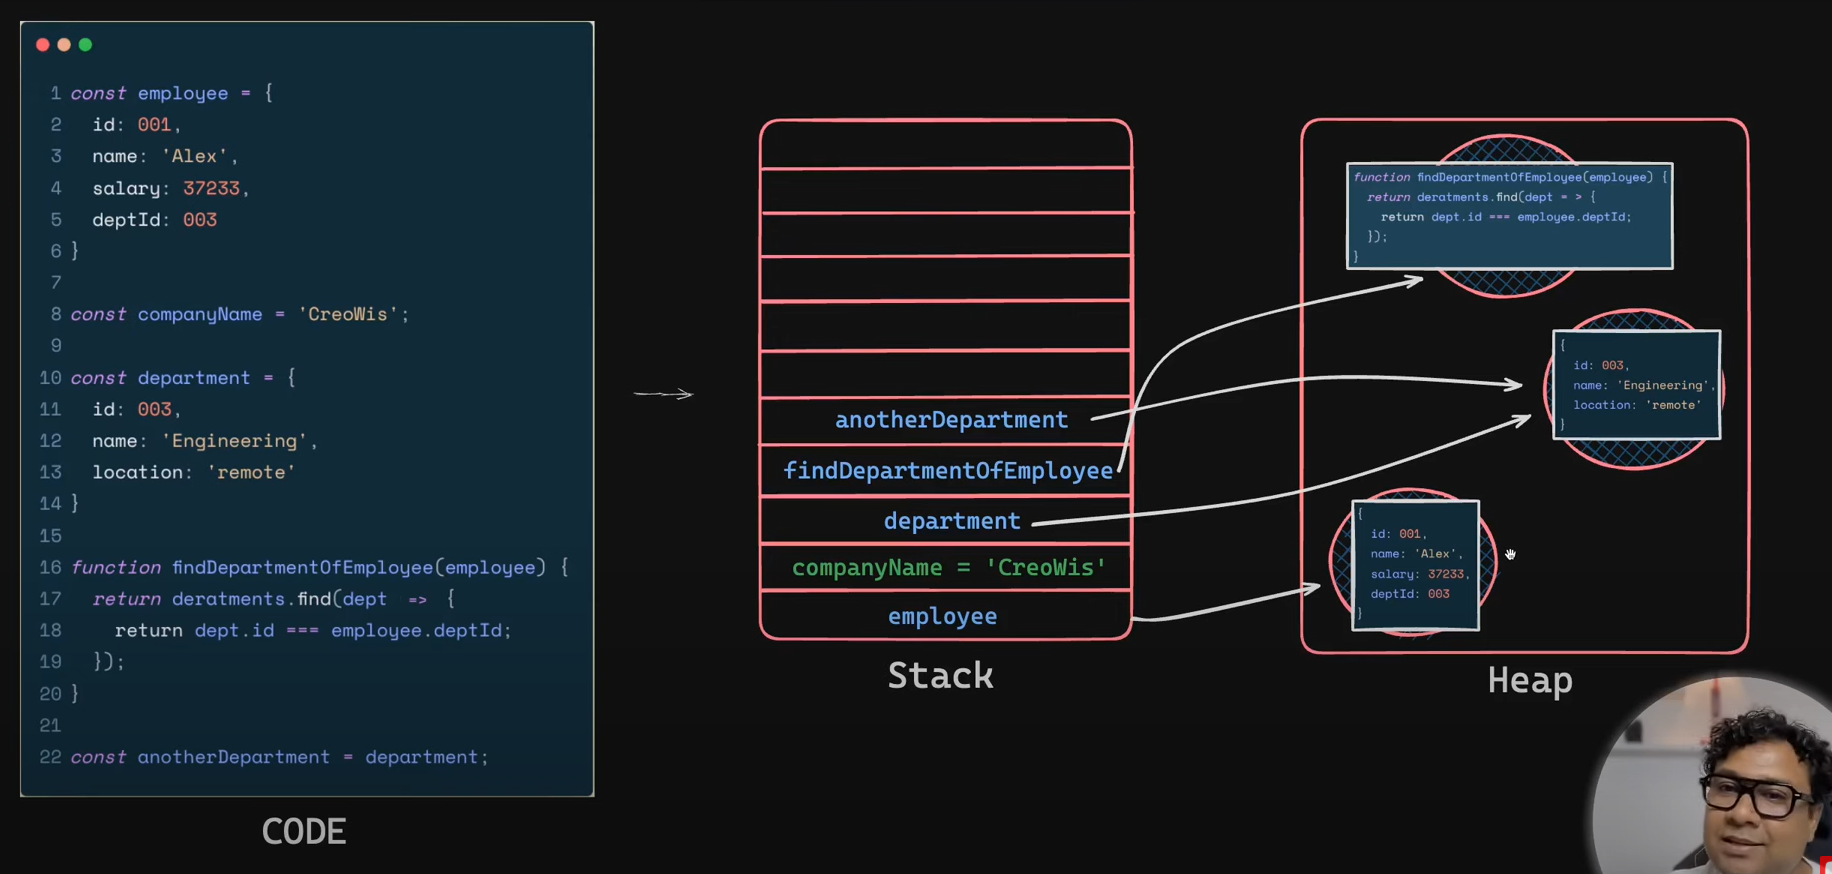 1 const employee = {
2 id: 001,
3 name: 'Alex',
4 salary: 37233,
5 deptId: 003
6 }
7
8 const companyName = 'CreoWis';
9
10 const department = {
11 id: 003,
12 name: 'Engineering',
13 location: 'remote'
14 }
15
16 function findDepartmentOfEmployee(employee) {
17 return deratments.find(dept => {
18 return dept.id === employee.deptId;
19 });
20 }
21
22 const anotherDepartment = department;
CODE
anotherDepartment
findDepartmentOfEmployee
department
companyName = 'CreoWis'
employee
Stack
function findDepartmentOfEmployee(employee) {
return deratments.find(dept = > {
return dept.id === employee.deptId;
});
}
{
id: 003,
name: 'Engineering',
location: 'remote'
}
{
id: 001,
name: 'Alex',
salary: 37233,
deptId: 003
}
Heap